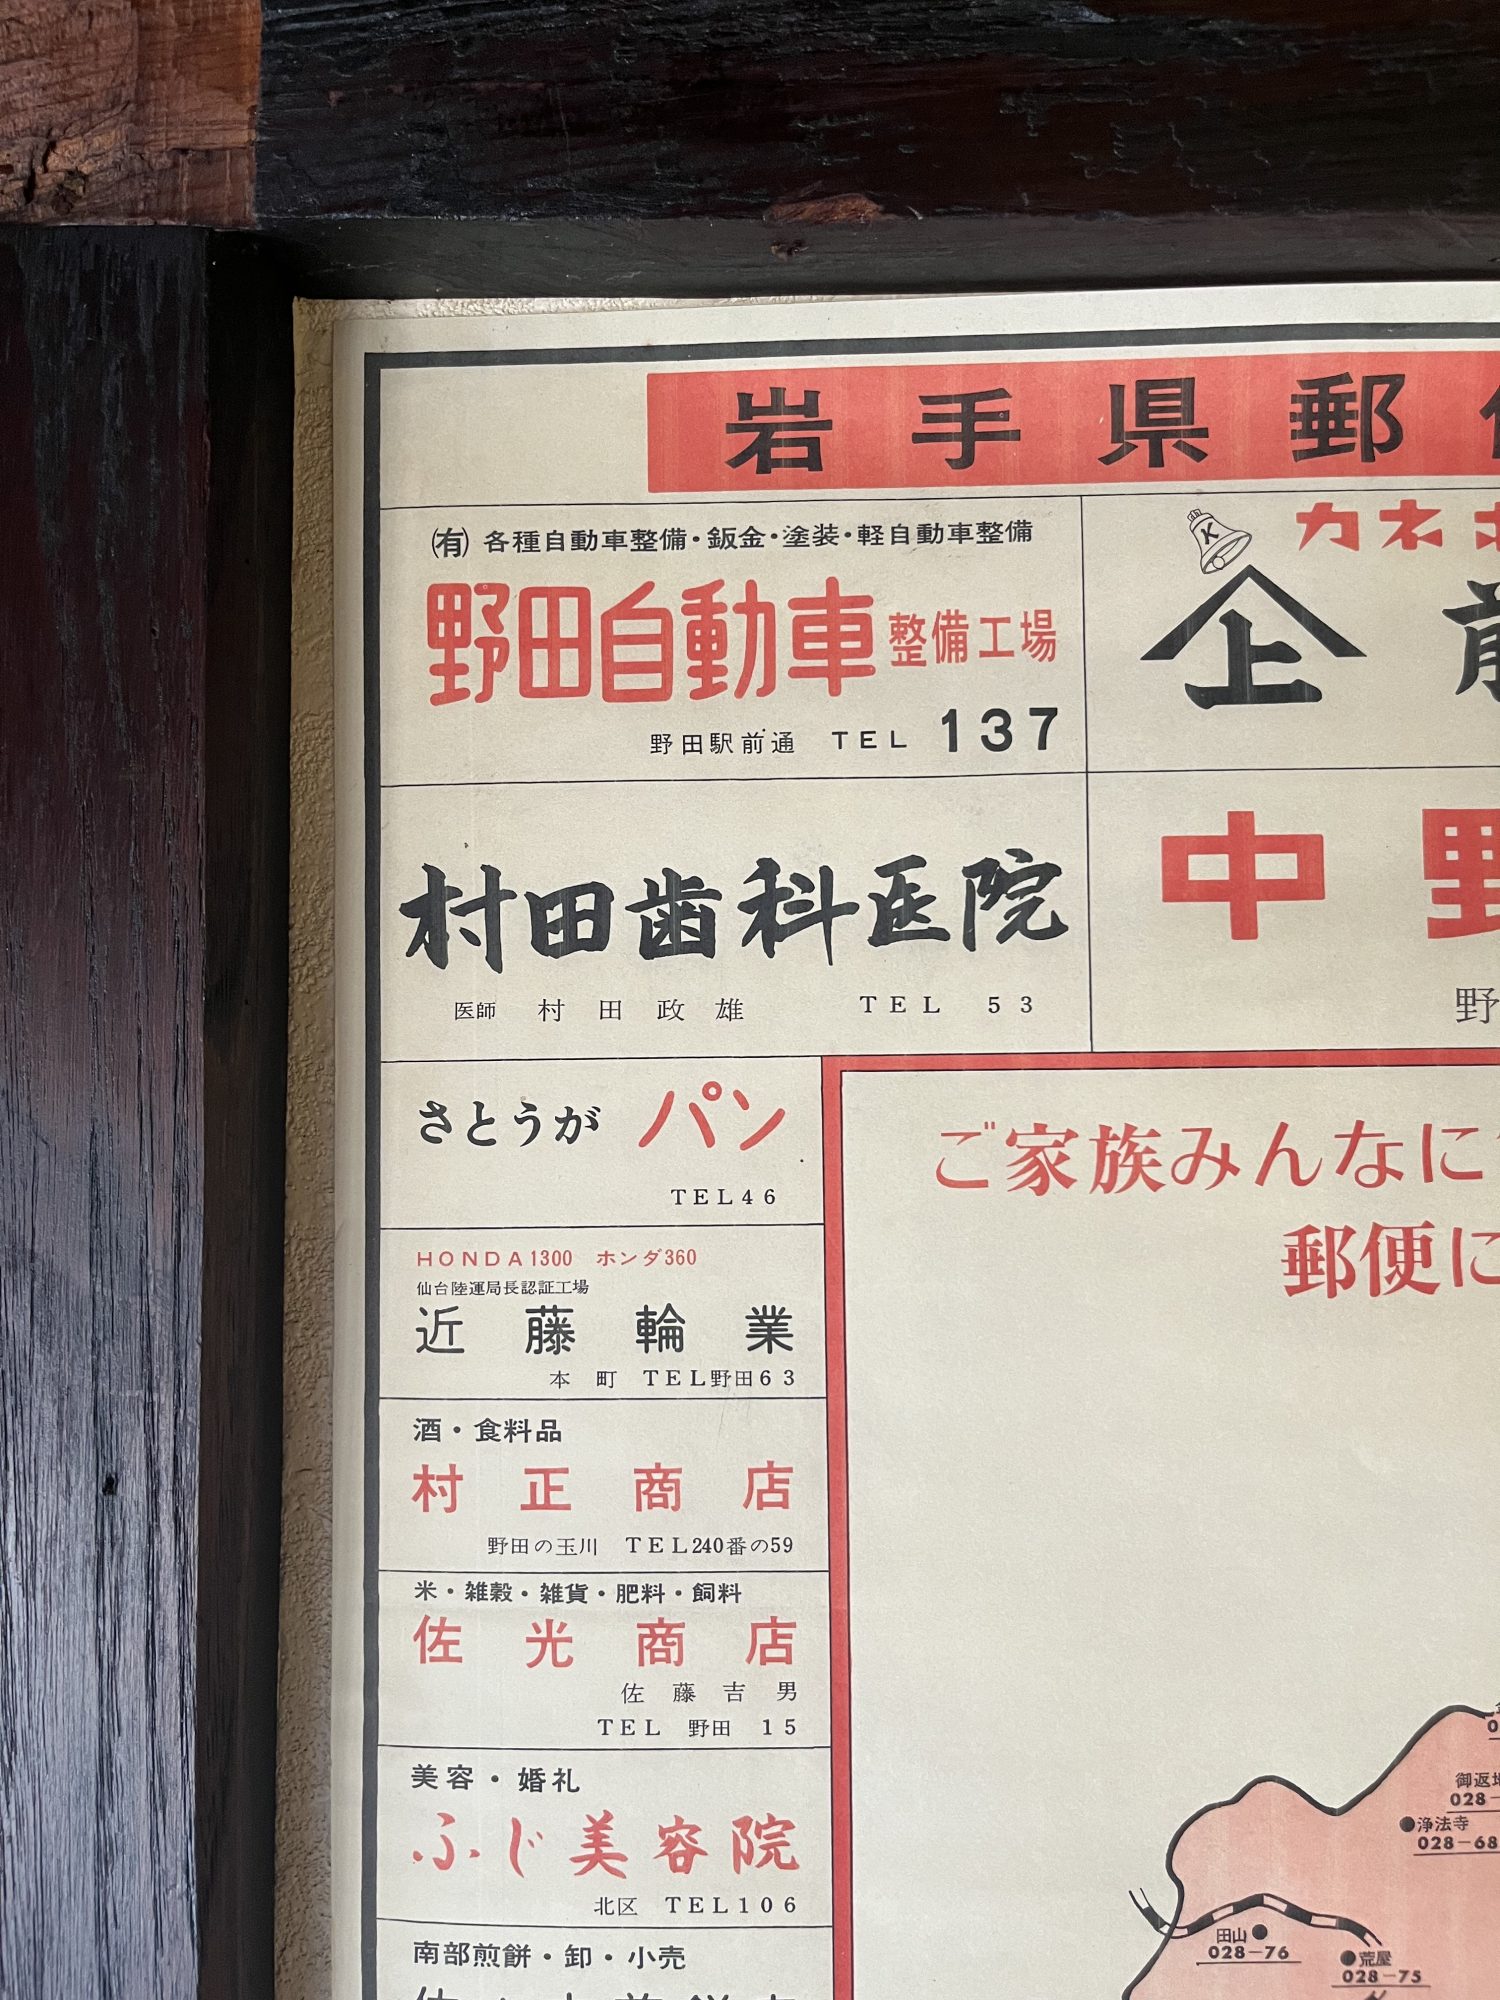 岩手県郵
㈲ 各種自動車整備・鈑金・塗装・軽自動車整備
野田自動車 整備工場
野田駅前通 TEL 137
K
カネ
上
村田歯科医院
医師 村田政雄 TEL 53
中野
野
さとうが パン
TEL46
HONDA1300 ホンダ360
仙台陸運局長認証工場
近藤輪業
本町 TEL野田63
酒・食料品
村正商店
野田の玉川 TEL240番の59
米・雑穀・雑貨・肥料・飼料
佐光商店
佐藤吉男
TEL 野田 15
美容・婚礼
ふじ美容院
北区 TEL106
南部煎餅・卸・小売
ご家族みんなに
郵便に
御返地
028-
浄法寺
028-68
田山
028-76
荒屋
028-75